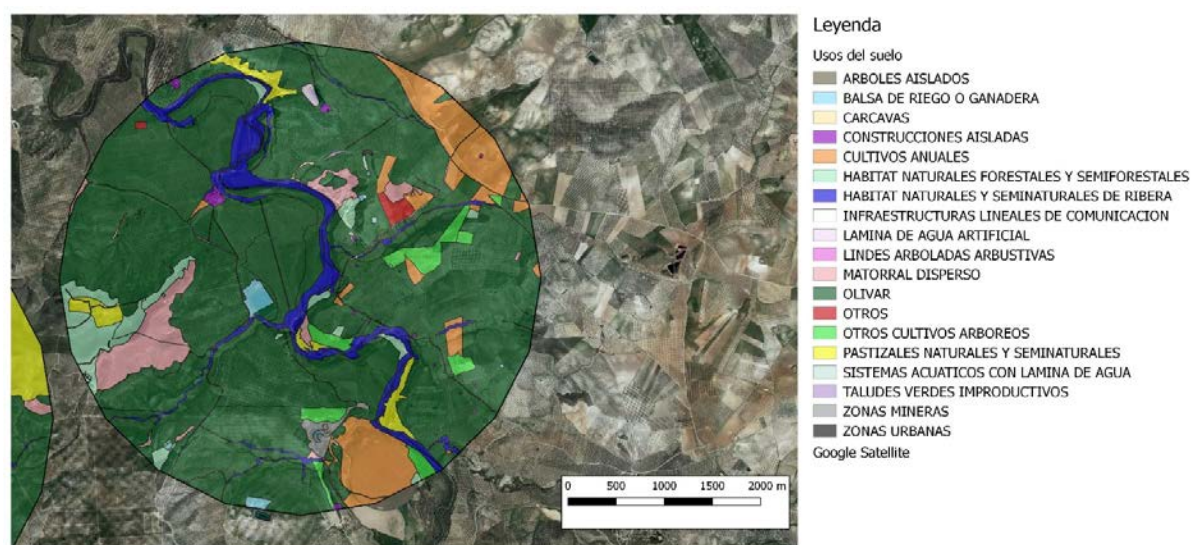 Leyenda
Usos del suelo
ARBOLES AISLADOS
BALSA DE RIEGO O GANADERA
CARCAVAS
CONSTRUCCIONES AISLADAS
CULTIVOS ANUALES
HABITAT NATURALES FORESTALES Y SEMIFORESTALES
HABITAT NATURALES Y SEMINATURALES DE RIBERA
INFRAESTRUCTURAS LINEALES DE COMUNICACION
LAMINA DE AGUA ARTIFICIAL
LINDES ARBOLADAS ARBUSTIVAS
MATORRAL DISPERSO
OLIVAR
OTROS
OTROS CULTIVOS ARBOREOS
PASTIZALES NATURALES Y SEMINATURALES
SISTEMAS ACUATICOS CON LAMINA DE AGUA
TALUDES VERDES IMPRODUCTIVOS
ZONAS MINERAS
ZONAS URBANAS
Google Satellite
0 500 1000 1500 2000 m